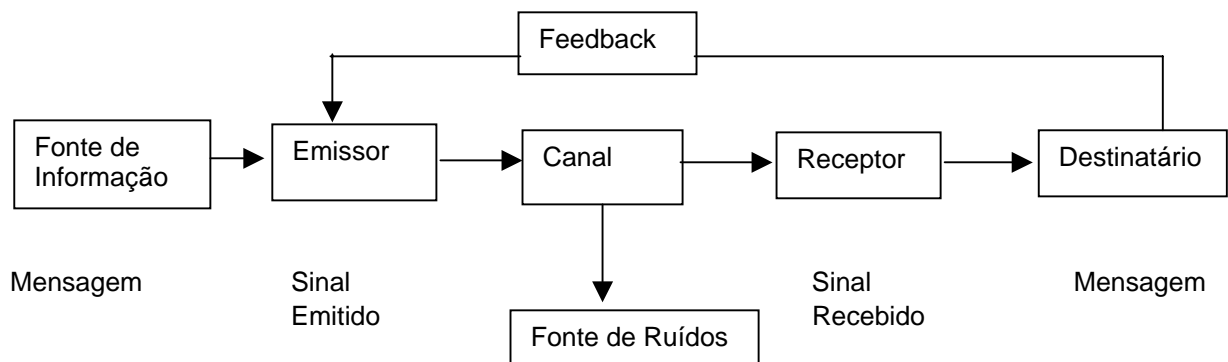 Feedback
Fonte de
Informação
Emissor
Canal
Receptor
Destinatário
Mensagem
Sinal
Emitido
Sinal
Recebido
Mensagem
Fonte de Ruídos